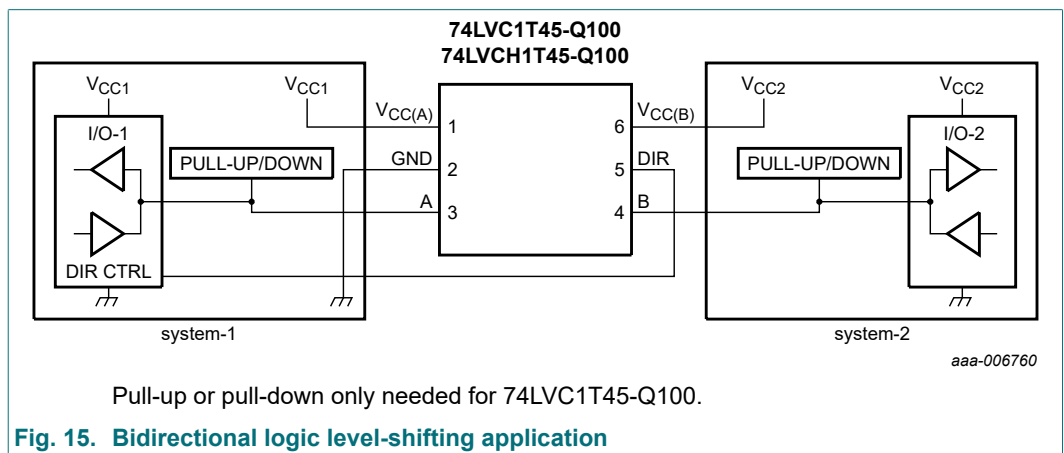 74LVC1T45-Q100
74LVCH1T45-Q100
VCC1
VCC1
VCC2
VCC2
VCC(A)
VCC(B)
I/O-1
1
6
I/O-2
PULL-UP/DOWN
GND
2
5
DIR
PULL-UP/DOWN
A
3
4
B
DIR CTRL
system-1
system-2
aaa-006760
Pull-up or pull-down only needed for 74LVC1T45-Q100.
Fig. 15. Bidirectional logic level-shifting application